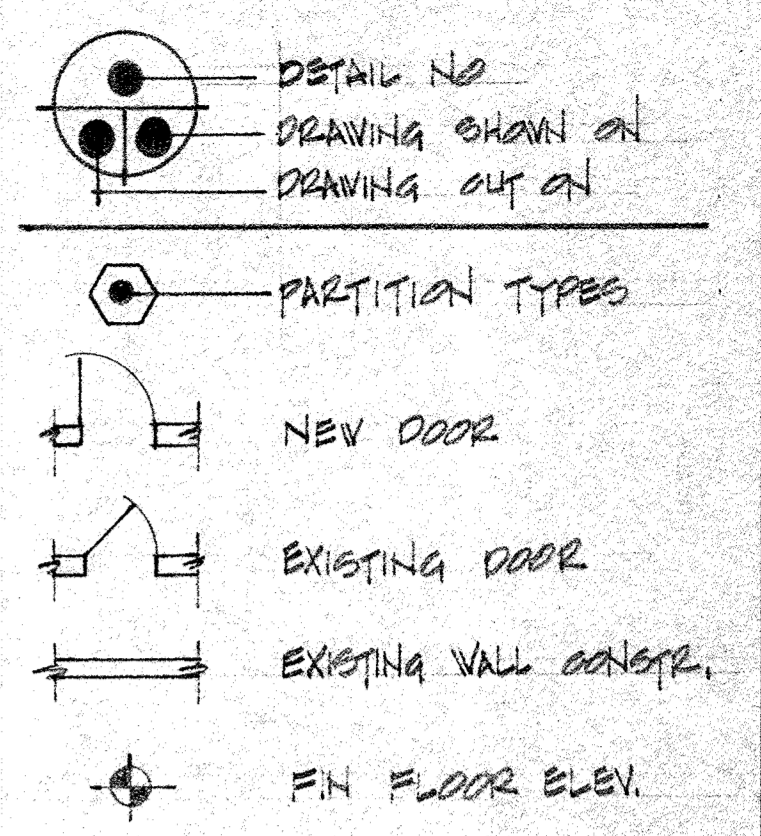 DETAIL NO
DRAWING SHOWN ON
DRAWING CUT ON
PARTITION TYPES
NEW DOOR
EXISTING DOOR
EXISTING WALL CONSTR.
FIN FLOOR ELEV.